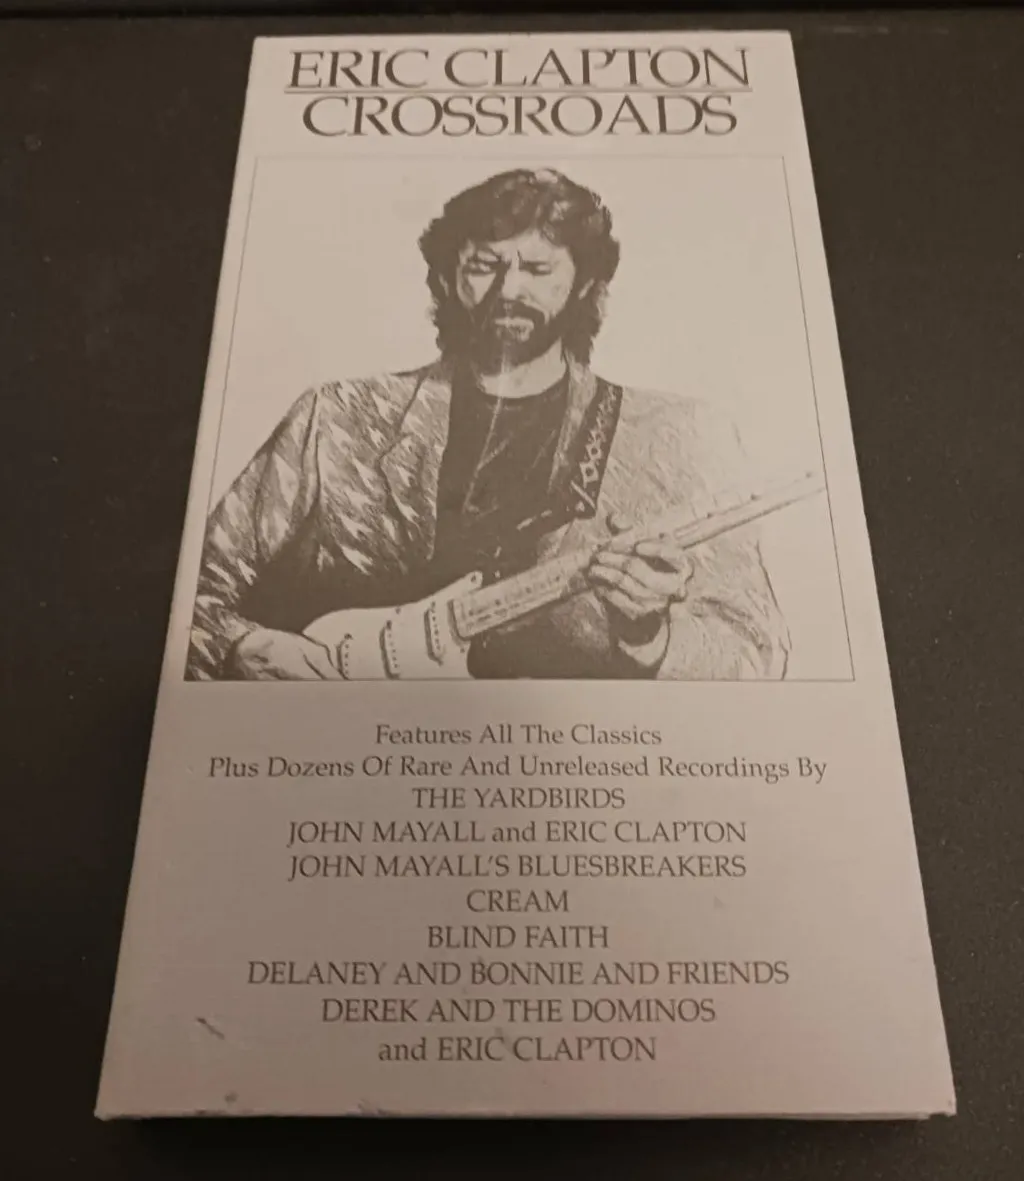 ERIC CLAPTON
CROSSROADS
Features All The Classics
Plus Dozens Of Rare And Unreleased Recordings By
THE YARDBIRDS
JOHN MAYALL and ERIC CLAPTON
JOHN MAYALL'S BLUESBREAKERS
CREAM
BLIND FAITH
DELANEY AND BONNIE AND FRIENDS
DEREK AND THE DOMINOS
and ERIC CLAPTON